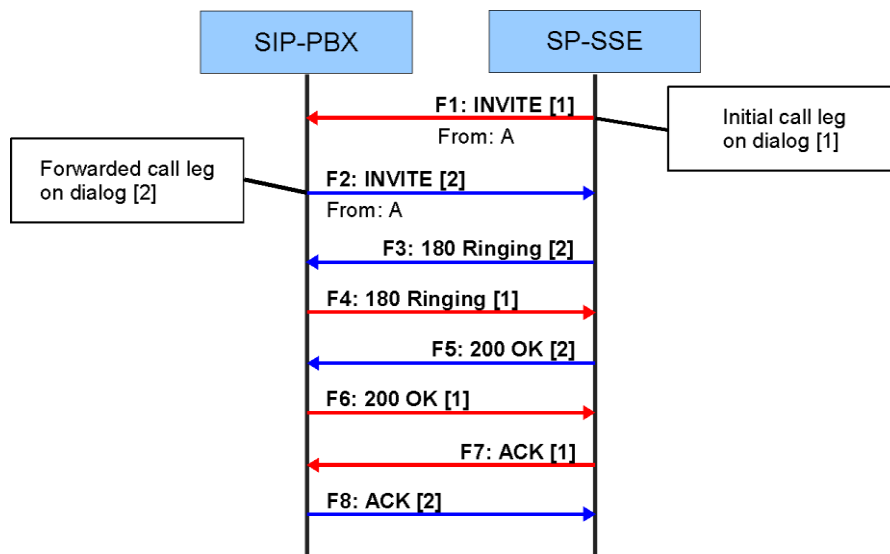 SIP-PBX
SP-SSE
F1: INVITE [1]
From: A
Initial call leg
on dialog [1]
Forwarded call leg
on dialog [2]
F2: INVITE [2]
From: A
F3: 180 Ringing [2]
F4: 180 Ringing [1]
F5: 200 OK [2]
F6: 200 OK [1]
F7: ACK [1]
F8: ACK [2]